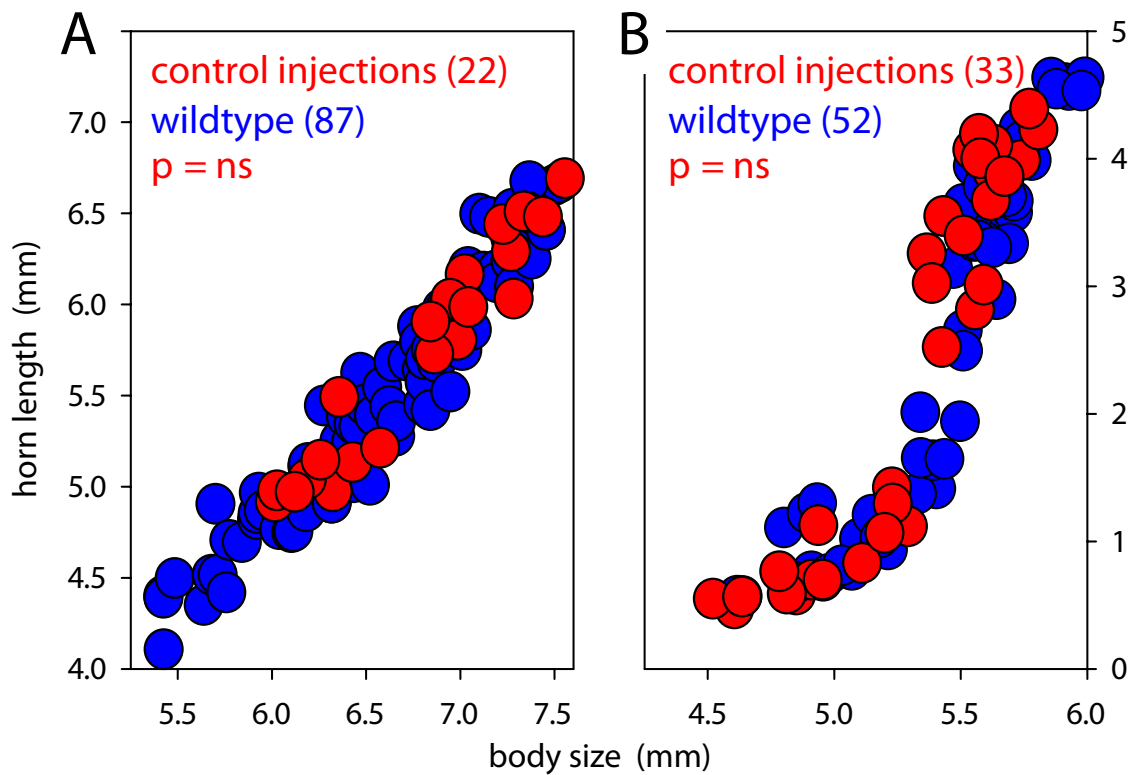 A
control injections (22)
wildtype (87)
p = ns
B
control injections (33)
wildtype (52)
p = ns
horn length (mm)
7.0
6.5
6.0
5.5
5.0
4.5
4.0
5
4
3
2
1
0
5.5 6.0 6.5 7.0 7.5
4.5 5.0 5.5 6.0
body size (mm)